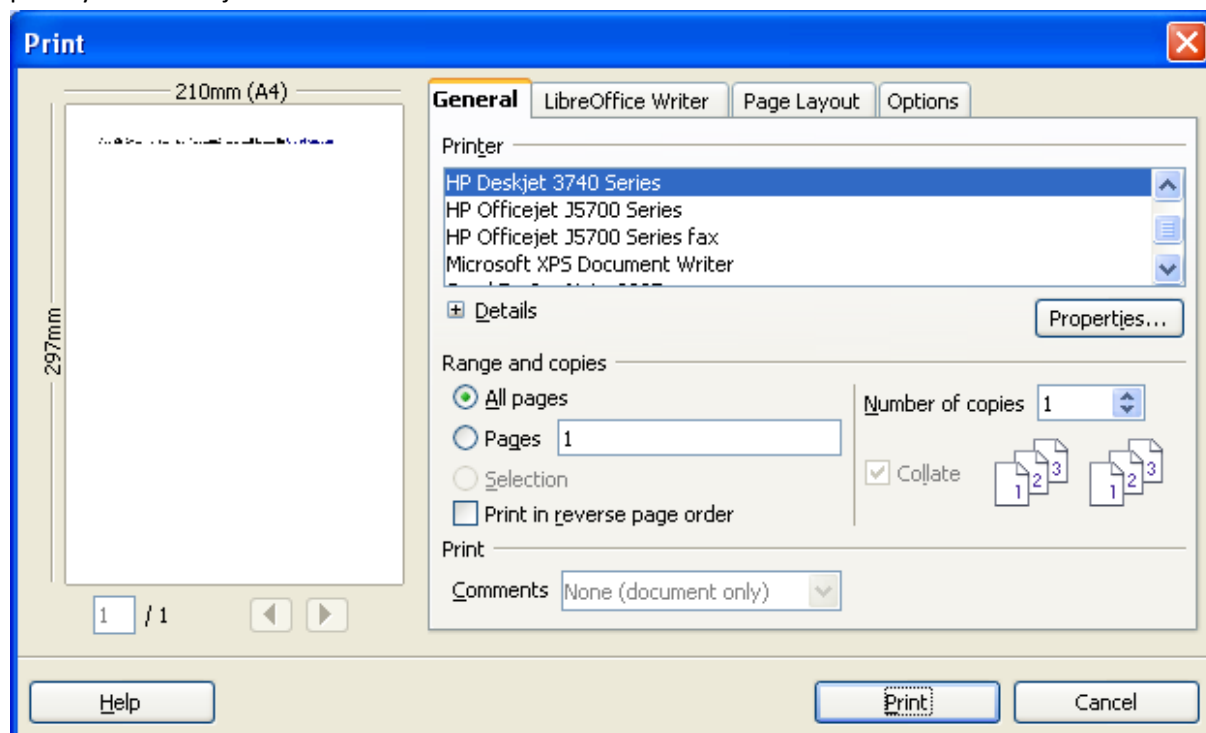 Print
210mm (A4)
297mm
1 / 1
General LibreOffice Writer Page Layout Options
Printer
HP Deskjet 3740 Series
HP Officejet J5700 Series
HP Officejet J5700 Series fax
Microsoft XPS Document Writer
Details
Properties...
Range and copies
All pages
Pages 1
Selection
Print in reverse page order
Number of copies 1
Collate
1 2 3 1 2 3
Print
Comments None (document only)
Help Print Cancel